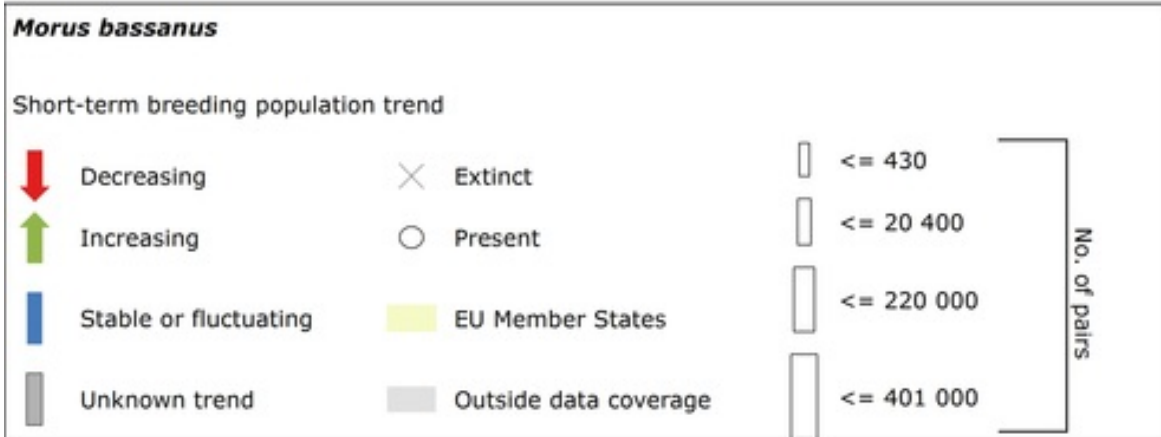 Morus bassanus
Short-term breeding population trend
Decreasing
Extinct
<= 430
Increasing
Present
<= 20 400
Stable or fluctuating
EU Member States
<= 220 000
Unknown trend
Outside data coverage
<= 401 000
No. of pairs